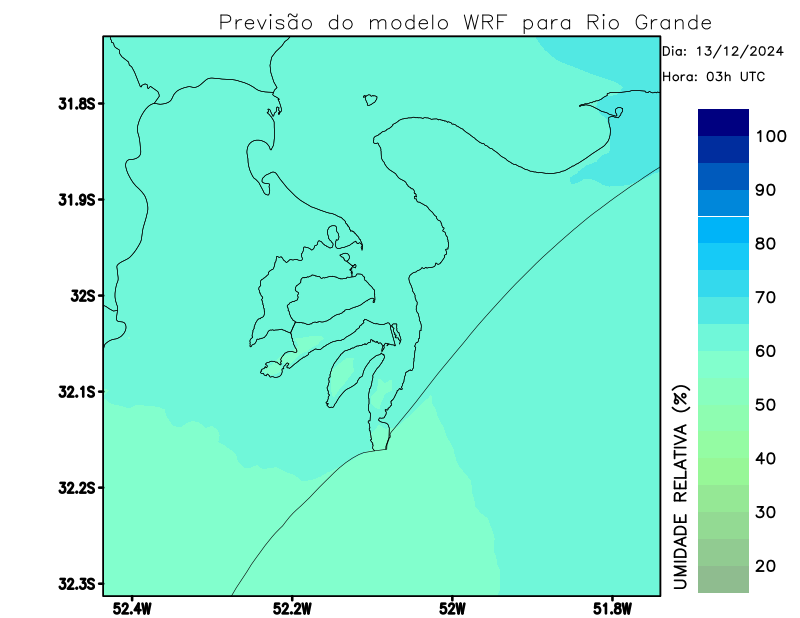 Previsão do modelo WRF para Rio Grande
Dia: 13/12/2024
Hora: 03h UTC
31.8S
31.9S
32S
32.1S
32.2S
32.3S
52.4W
52.2W
52W
51.8W
100
90
80
70
60
50
40
30
20
UMIDADE RELATIVA (%)